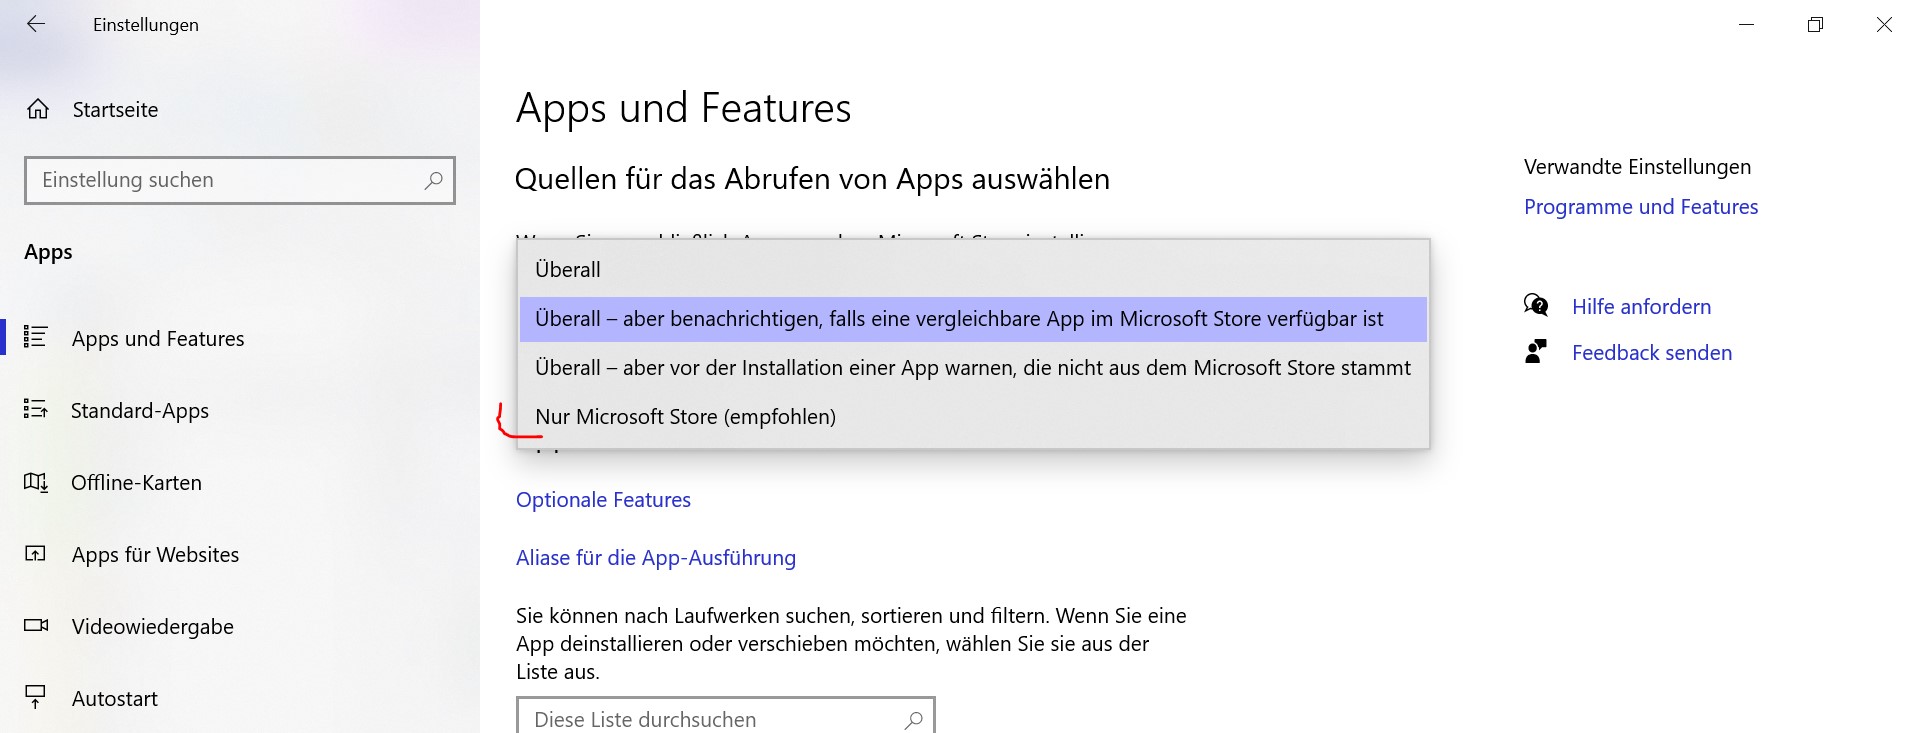 Einstellungen
Startseite
Einstellung suchen
Apps
Apps und Features
Standard-Apps
Offline-Karten
Apps für Websites
Videowiedergabe
Autostart
Apps und Features
Quellen für das Abrufen von Apps auswählen
Überall
Überall – aber benachrichtigen, falls eine vergleichbare App im Microsoft Store verfügbar ist
Überall – aber vor der Installation einer App warnen, die nicht aus dem Microsoft Store stammt
Nur Microsoft Store (empfohlen)
Optionale Features
Aliase für die App-Ausführung
Sie können nach Laufwerken suchen, sortieren und filtern. Wenn Sie eine
App deinstallieren oder verschieben möchten, wählen Sie sie aus der
Liste aus.
Diese Liste durchsuchen
Verwandte Einstellungen
Programme und Features
Hilfe anfordern
Feedback senden